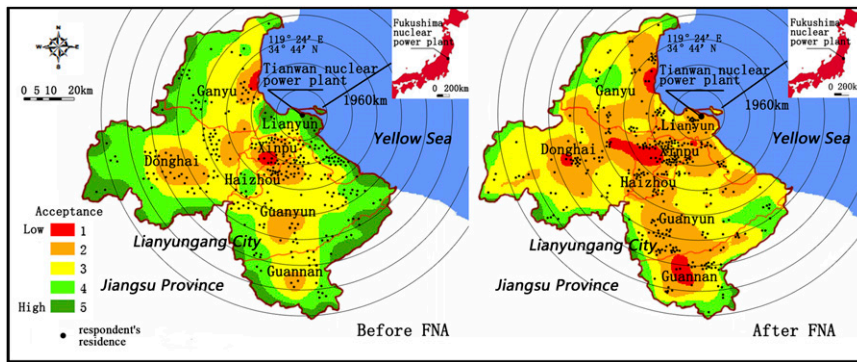 N
W
E
S
0 5 10 20km
119° 24′ E
34° 44′ N
Fukushima
nuclear
power plant
0 200km
Tianwan nuclear
power plant
1960km
Ganyu
Lianyun
Yellow Sea
Xinpu
Donghai
Haizhou
Guanyun
Lianyungang City
Guannan
Jiangsu Province
Acceptance
Low 1
2
3
4
High 5
respondent's
residence
Before FNA
119° 24′ E
34° 44′ N
Fukushima
nuclear
power plant
0 200km
Tianwan nuclear
power plant
1960km
Ganyu
Lianyun
Yellow Sea
Xinpu
Donghai
Haizhou
Guanyun
Lianyungang City
Guannan
Jiangsu Province
After FNA